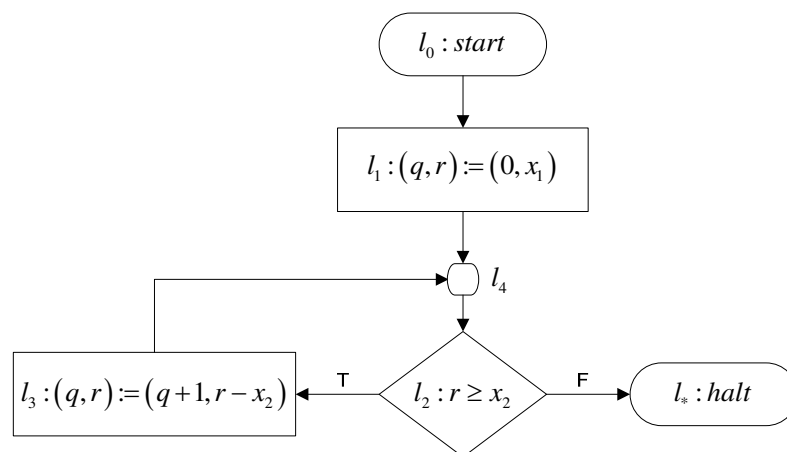 l₀ : start
l₁ : (q, r) := (0, x₁)
l₄
l₃ : (q, r) := (q+1, r − x₂)
T
l₂ : r ≥ x₂
F
l* : halt